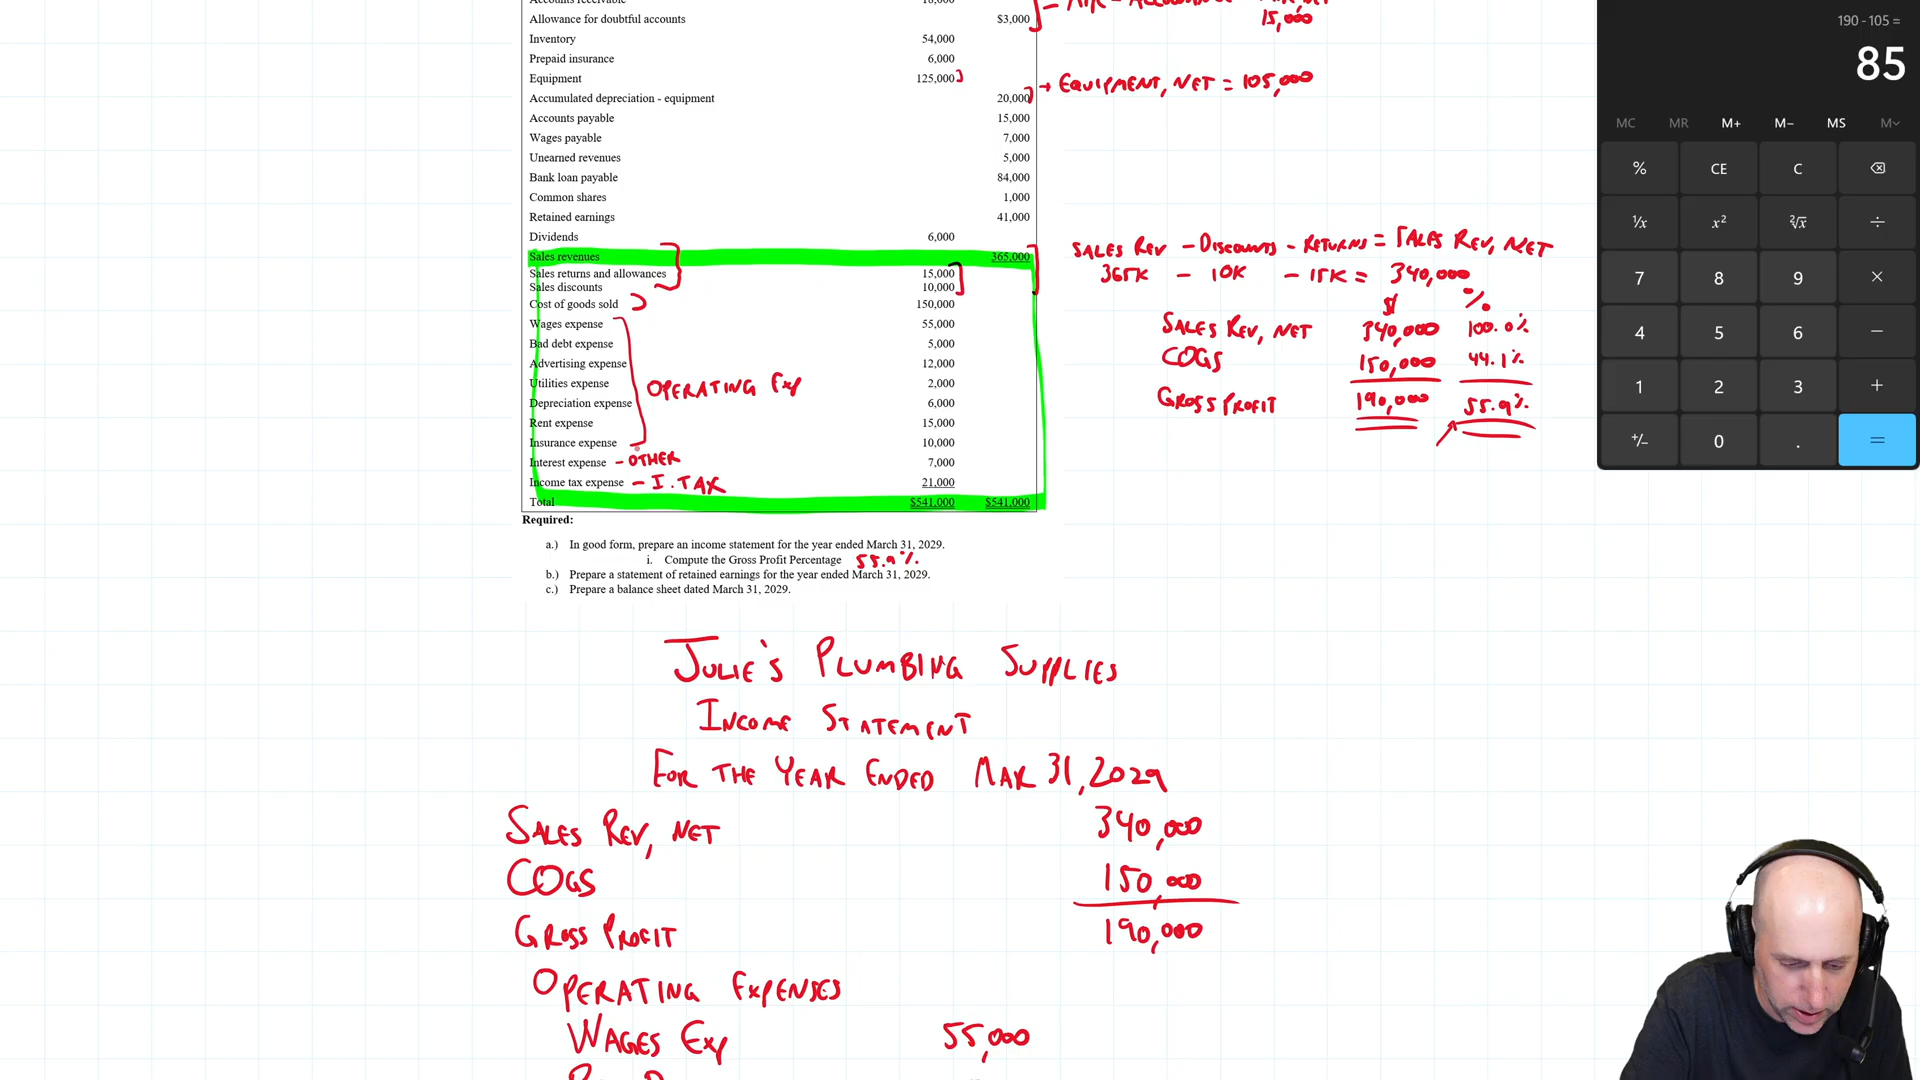 Allowance for doubtful accounts $3,000
15,000
Inventory 54,000
Prepaid insurance 6,000
Equipment 125,000 → EQUIPMENT, NET = 105,000
Accumulated depreciation - equipment 20,000
Accounts payable 15,000
Wages payable 7,000
Unearned revenues 5,000
Bank loan payable 84,000
Common shares 1,000
Retained earnings 41,000
Dividends 6,000
Sales revenues 365,000
Sales returns and allowances 15,000
Sales discounts 10,000
Cost of goods sold 150,000
Wages expense 55,000
Bad debt expense 5,000
Advertising expense 12,000
Utilities expense 2,000
OPERATING EXP
Depreciation expense 6,000
Rent expense 15,000
Insurance expense 10,000
Interest expense - OTHER 7,000
Income tax expense - I. TAX 21,000
Total $541,000 $541,000
SALES REV - DISCOUNTS - RETURNS = SALES REV, NET
365K - 10K - 15K = 340,000
$ %
SALES REV, NET 340,000 100.0%
COGS 150,000 44.1%
GROSS PROFIT 190,000 55.9%
Required:
a.) In good form, prepare an income statement for the year ended March 31, 2029.
i. Compute the Gross Profit Percentage 55.9%
b.) Prepare a statement of retained earnings for the year ended March 31, 2029.
c.) Prepare a balance sheet dated March 31, 2029.
JULIE'S PLUMBING SUPPLIES
INCOME STATEMENT
FOR THE YEAR ENDED MAR 31, 2029
SALES REV, NET 340,000
COGS 150,000
GROSS PROFIT 190,000
OPERATING EXPENSES
WAGES EXP 55,000
190 - 105 =
85
MC MR M+ M− MS M
% CE C
⅟x x² ²√x ÷
7 8 9 ×
4 5 6 −
1 2 3 +
+/− 0 . =